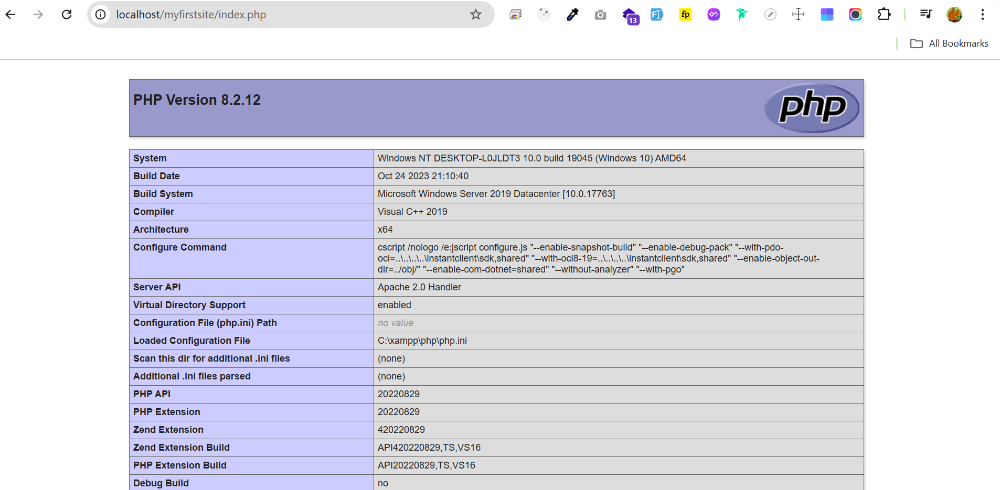 localhost/myfirstsite/index.php
fp
13
All Bookmarks
PHP Version 8.2.12
php
System Windows NT DESKTOP-L0JLDT3 10.0 build 19045 (Windows 10) AMD64
Build Date Oct 24 2023 21:10:40
Build System Microsoft Windows Server 2019 Datacenter [10.0.17763]
Compiler Visual C++ 2019
Architecture x64
Configure Command cscript /nologo /e:jscript configure.js "--enable-snapshot-build" "--enable-debug-pack" "--with-pdo-
oci=..\..\..\..\instantclient\sdk,shared" "--with-oci8-19=..\..\..\..\instantclient\sdk,shared" "--enable-object-out-
dir=../obj/" "--enable-com-dotnet=shared" "--without-analyzer" "--with-pgo"
Server API Apache 2.0 Handler
Virtual Directory Support enabled
Configuration File (php.ini) Path no value
Loaded Configuration File C:\xampp\php\php.ini
Scan this dir for additional .ini files (none)
Additional .ini files parsed (none)
PHP API 20220829
PHP Extension 20220829
Zend Extension 420220829
Zend Extension Build API420220829,TS,VS16
PHP Extension Build API20220829,TS,VS16
Debug Build no